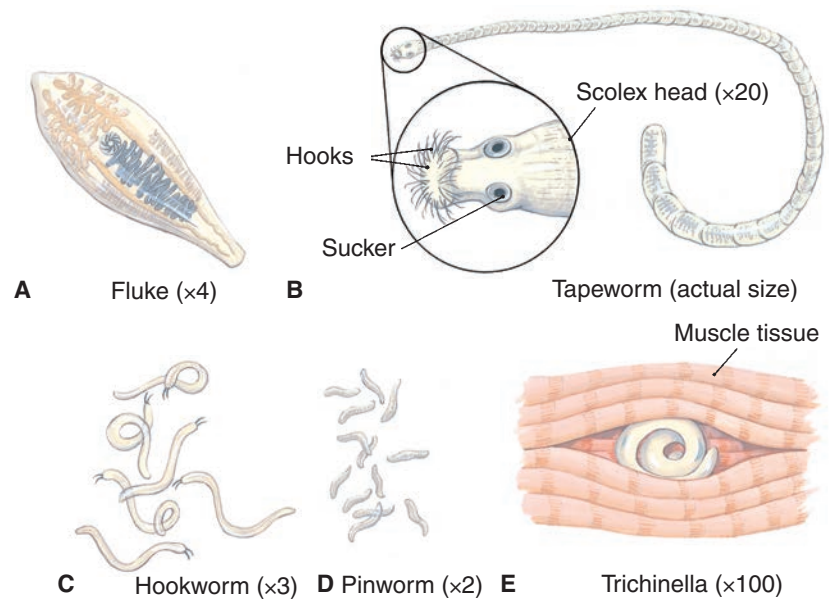 Scolex head (×20)
Hooks
Sucker
A Fluke (×4)
B Tapeworm (actual size)
Muscle tissue
C Hookworm (×3)
D Pinworm (×2)
E Trichinella (×100)